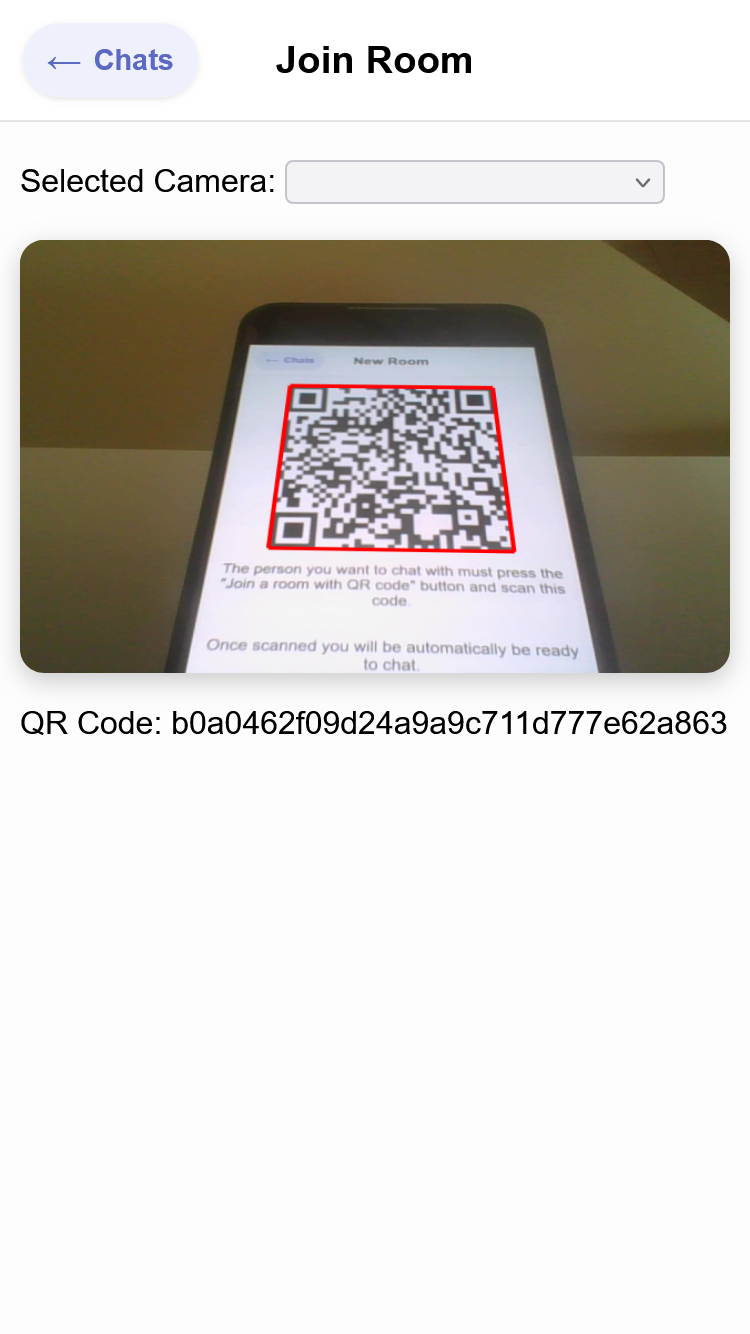 ← Chats
Join Room
Selected Camera:
← Chats
New Room
The person you want to chat with must press the
"Join a room with QR code" button and scan this
code.
Once scanned you will be automatically be ready
to chat.
QR Code: b0a0462f09d24a9a9c711d777e62a863